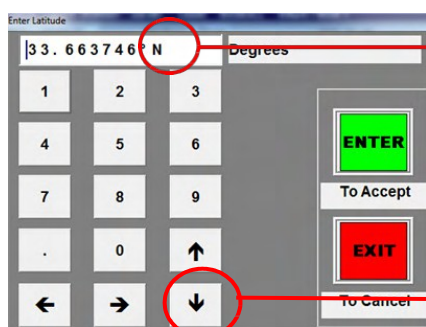 Enter Latitude
33.663746° N
Degrees
1 2 3
4 5 6
7 8 9
. 0 ↑
← → ↓
ENTER
To Accept
EXIT
To Cancel